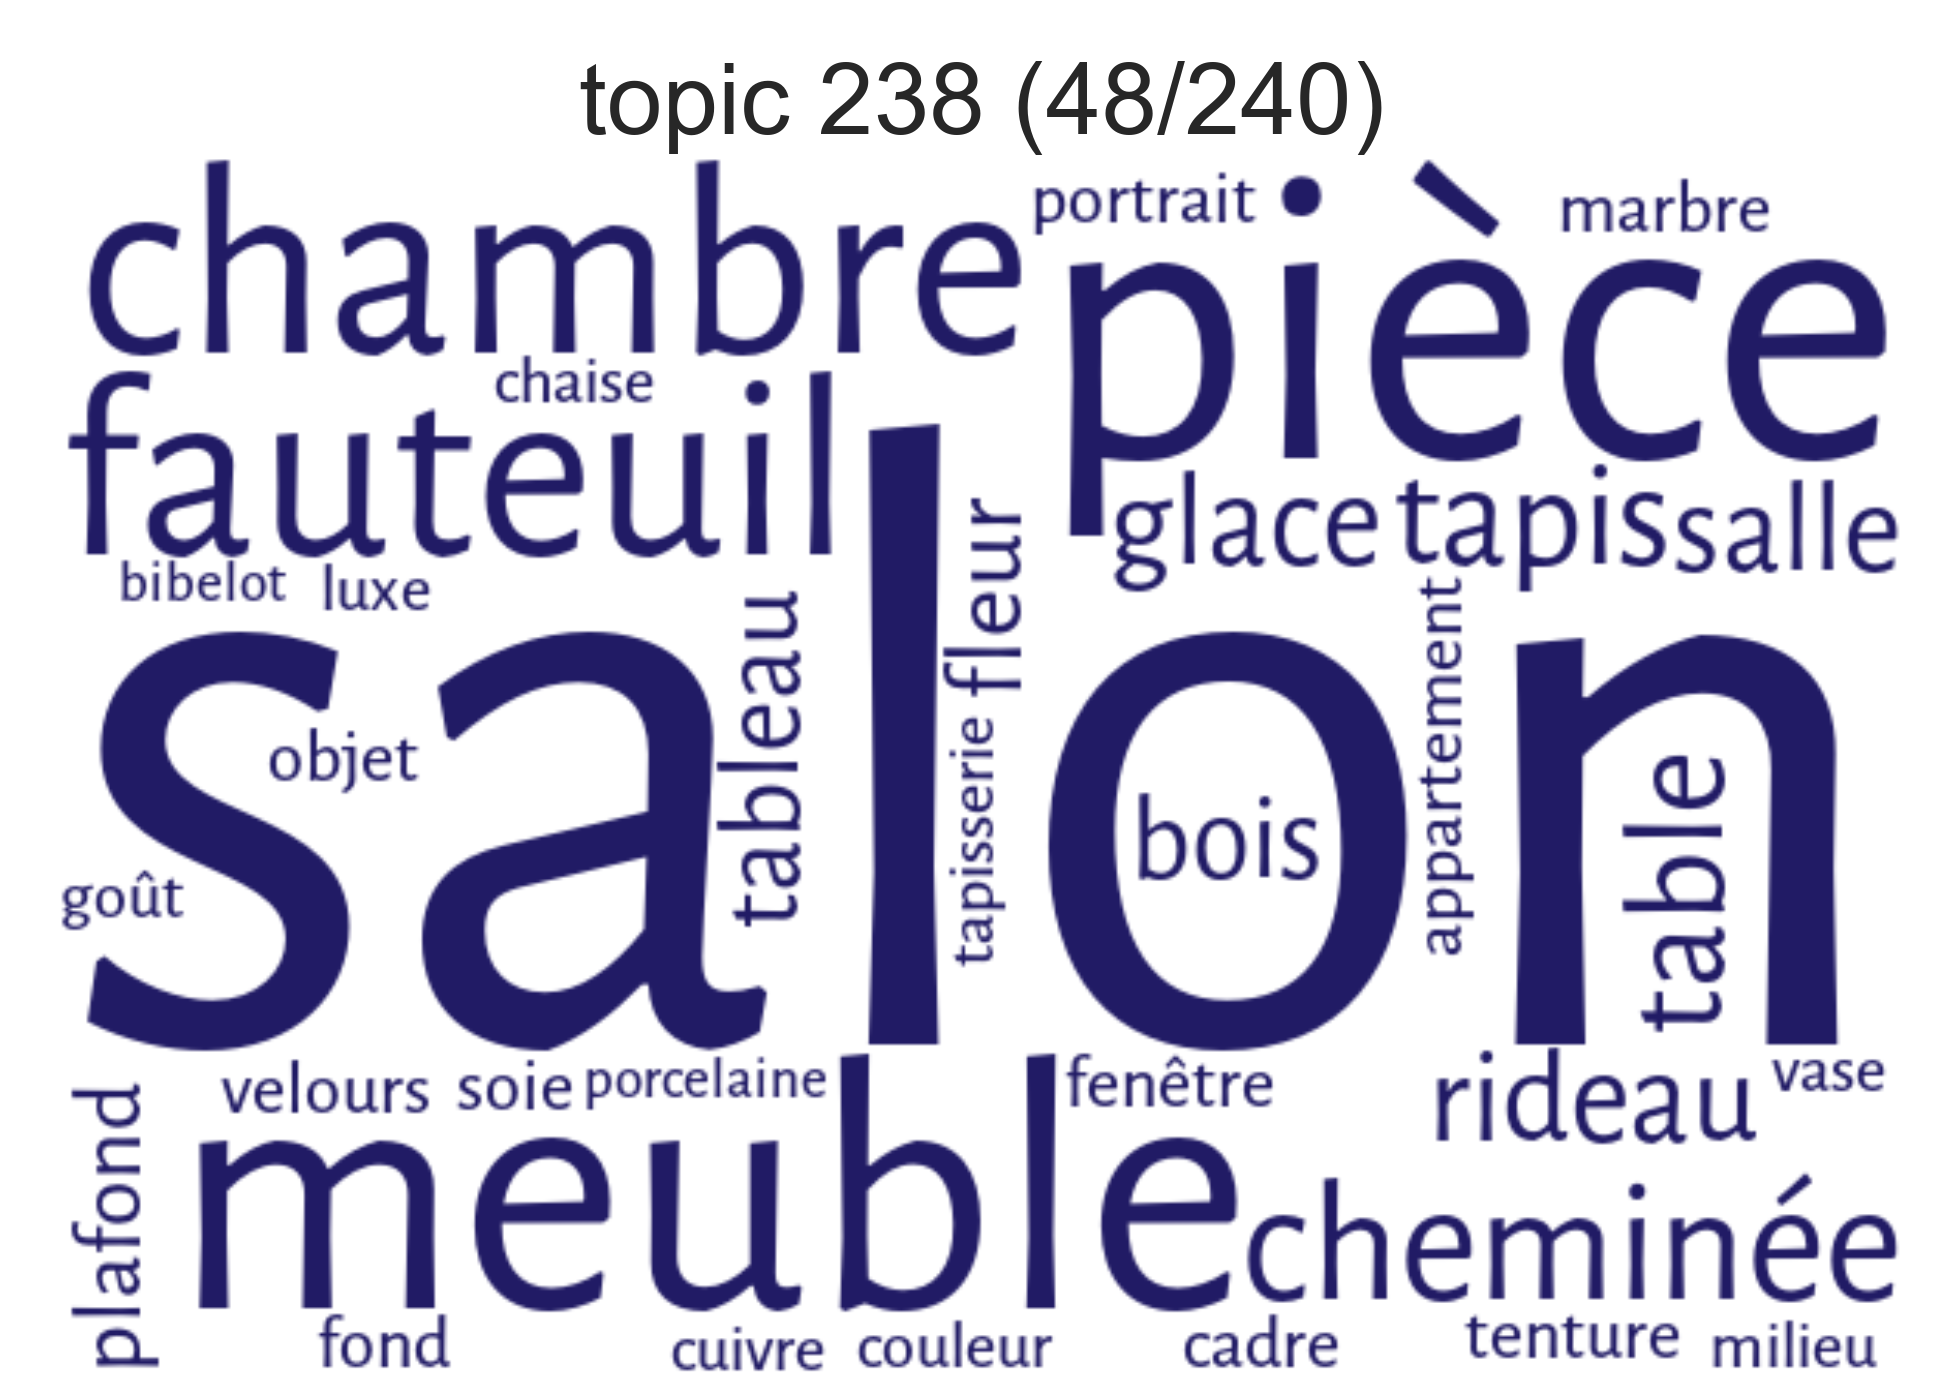 topic 238 (48/240)
chambre
portrait
pièce
marbre
chaise
fauteuil
glace
tapis
salle
bibelot
luxe
fleur
tableau
salon
objet
tapisserie
bois
appartement
table
goût
velours
soie
porcelaine
fenêtre
rideau
vase
plafond
meuble
cheminée
fond
cuivre
couleur
cadre
tenture
milieu